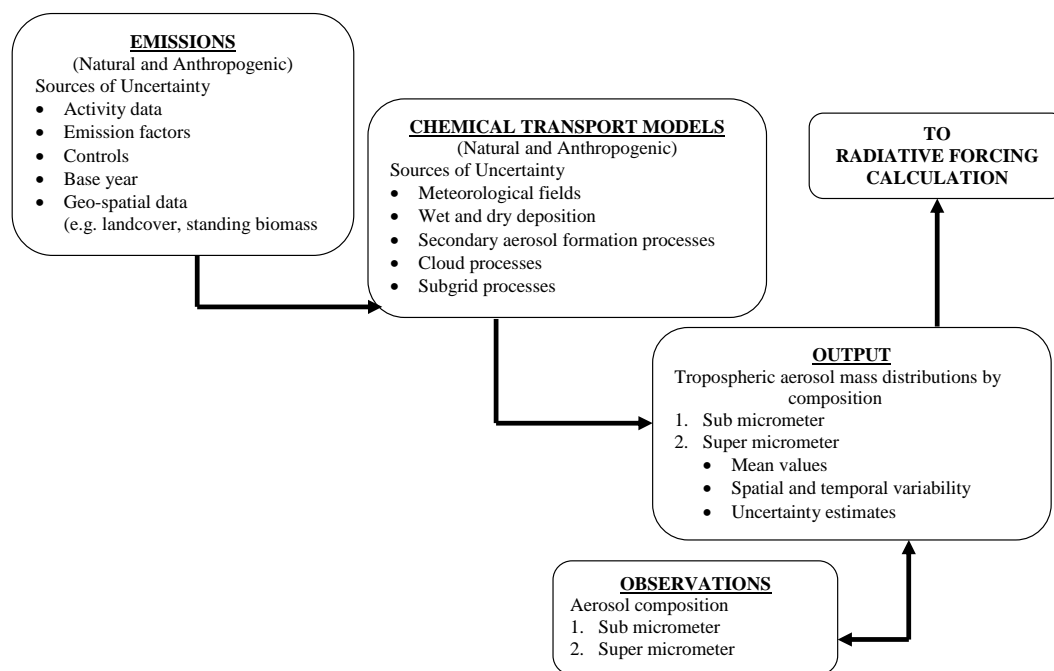 EMISSIONS
(Natural and Anthropogenic)
Sources of Uncertainty
• Activity data
• Emission factors
• Controls
• Base year
• Geo-spatial data
(e.g. landcover, standing biomass
CHEMICAL TRANSPORT MODELS
(Natural and Anthropogenic)
Sources of Uncertainty
• Meteorological fields
• Wet and dry deposition
• Secondary aerosol formation processes
• Cloud processes
• Subgrid processes
TO
RADIATIVE FORCING
CALCULATION
OUTPUT
Tropospheric aerosol mass distributions by
composition
1. Sub micrometer
2. Super micrometer
• Mean values
• Spatial and temporal variability
• Uncertainty estimates
OBSERVATIONS
Aerosol composition
1. Sub micrometer
2. Super micrometer